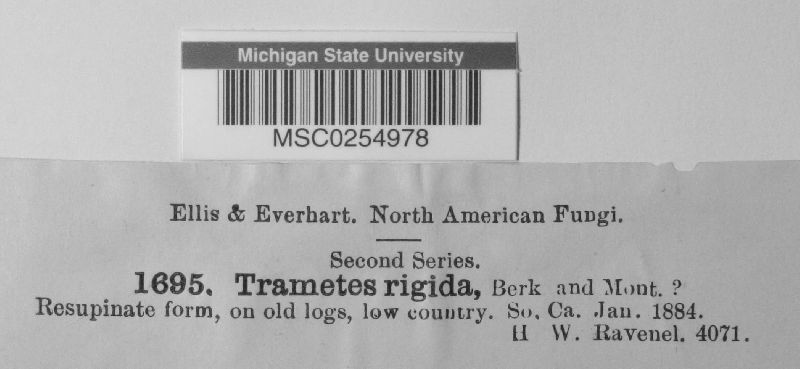 Michigan State University
MSC0254978
Ellis & Everhart. North American Fungi.
Second Series.
1695. Trametes rigida, Berk and Mont. ?
Resupinate form, on old logs, low country. So. Ca. Jan. 1884.
H W. Ravenel. 4071.